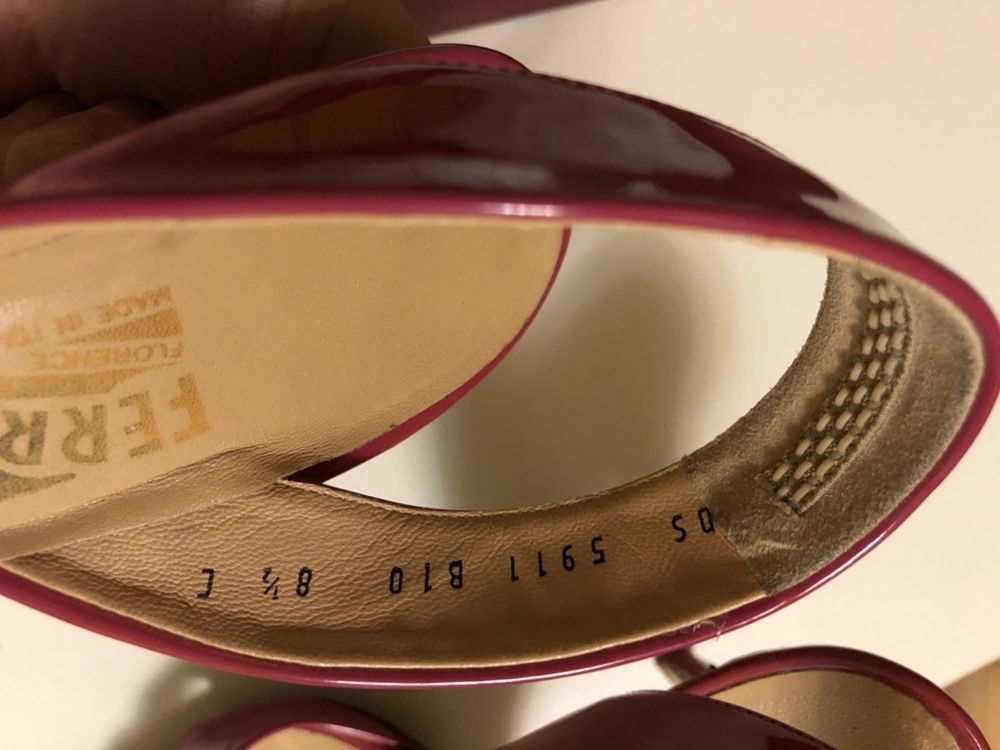 DS 5911 B10 8½ C
FERR
FLORENCE
MADE IN